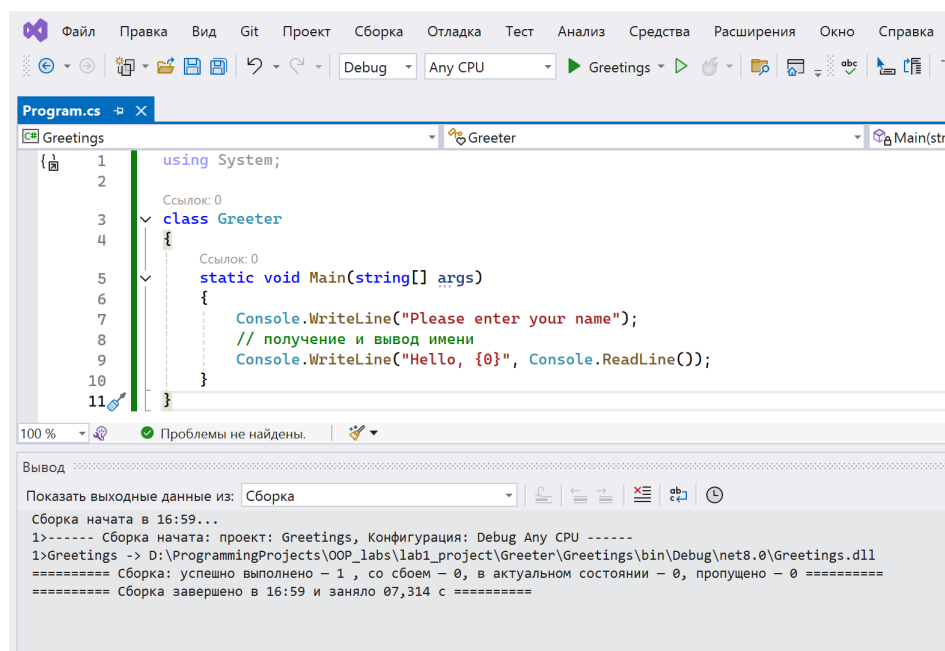 Файл Правка Вид Git Проект Сборка Отладка Тест Анализ Средства Расширения Окно Справка
Debug Any CPU Greetings abc
Program.cs
C# Greetings Greeter Main(str
1 using System;
2
Ссылок: 0
3 class Greeter
4 {
Ссылок: 0
5 static void Main(string[] args)
6 {
7 Console.WriteLine("Please enter your name");
8 // получение и вывод имени
9 Console.WriteLine("Hello, {0}", Console.ReadLine());
10 }
11 }
100 % Проблемы не найдены.
Вывод
Показать выходные данные из: Сборка
Сборка начата в 16:59...
1>------ Сборка начата: проект: Greetings, Конфигурация: Debug Any CPU ------
1>Greetings -> D:\ProgrammingProjects\OOP_labs\lab1_project\Greeter\Greetings\bin\Debug\net8.0\Greetings.dll
========== Сборка: успешно выполнено — 1 , со сбоем — 0, в актуальном состоянии — 0, пропущено — 0 ==========
========== Сборка завершено в 16:59 и заняло 07,314 с ==========